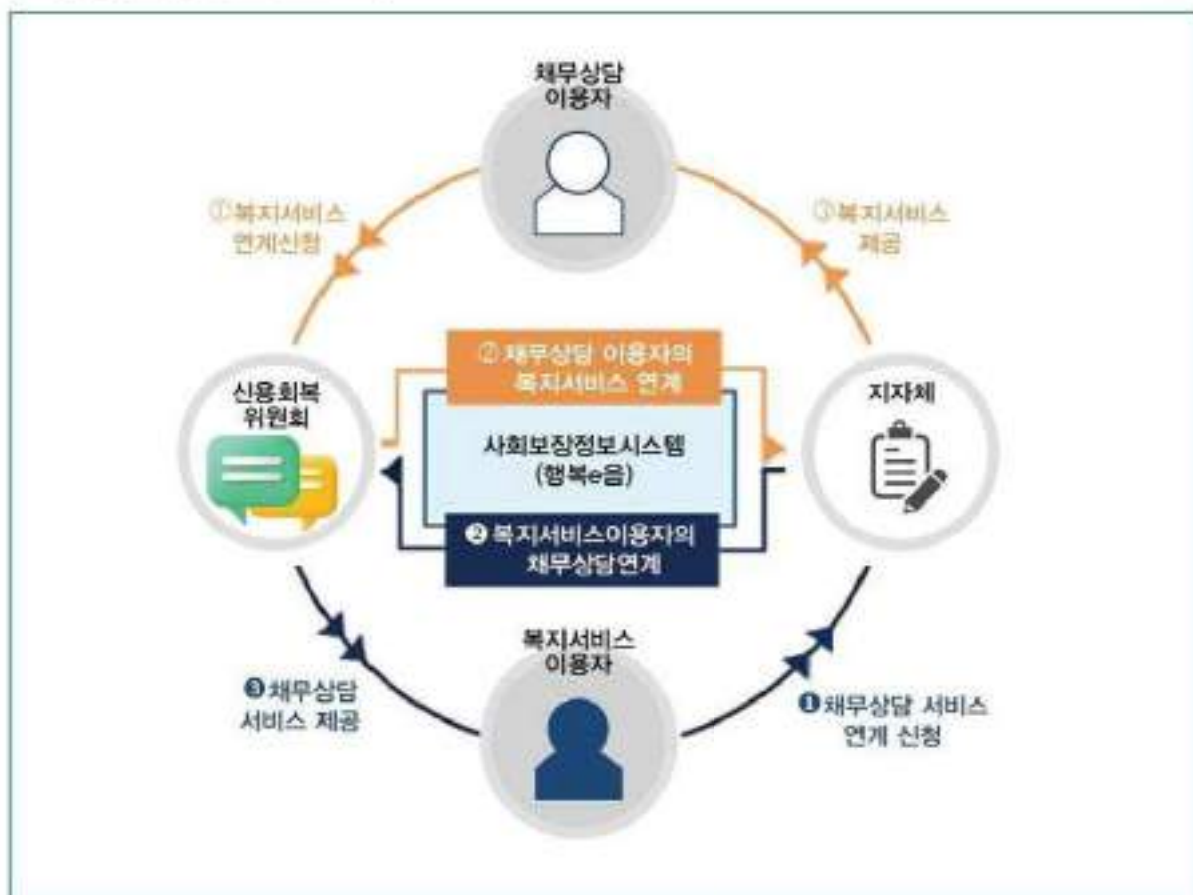 채무상담
이용자
①복지서비스
연계신청
③복지서비스
제공
②채무상담 이용자의
복지서비스 연계
신용회복
위원회
지자체
사회보장정보시스템
(행복e음)
❷ 복지서비스이용자의
채무상담연계
복지서비스
이용자
❸채무상담
서비스 제공
❶채무상담 서비스
연계 신청